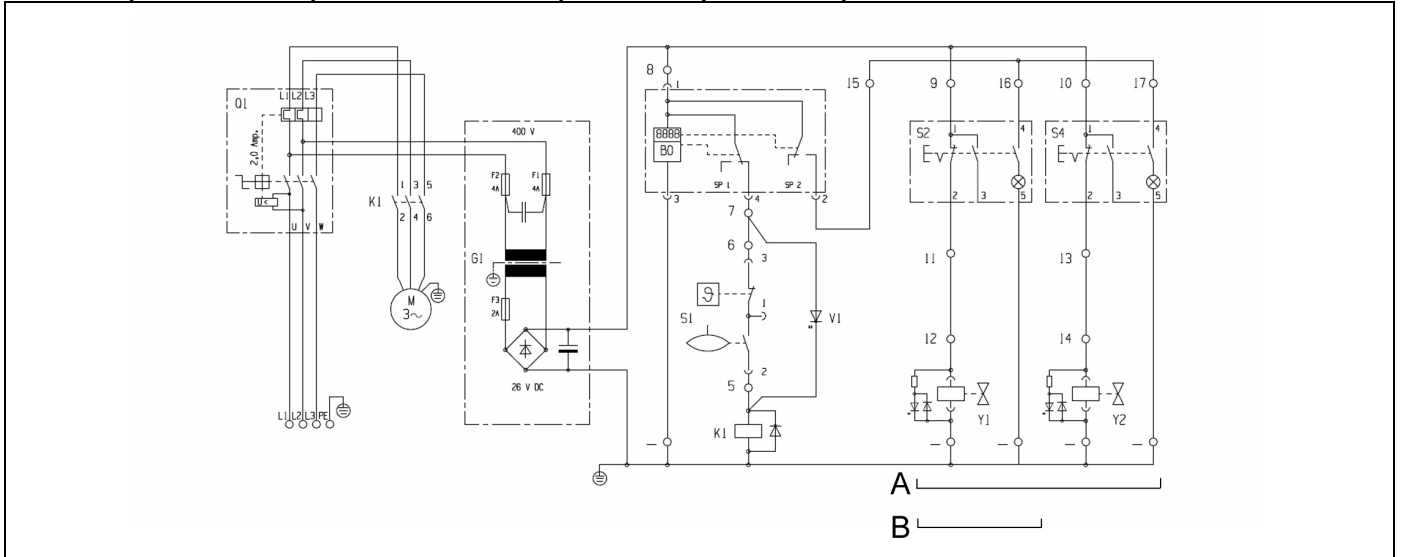 Q1
L1 L2 L3
2,0 Amp.
U<
U V W
L1 L2 L3 PE
K1
1 3 5
2 4 6
M
3~
400 V
F2
4A
F1
4A
G1
F3
2A
26 V DC
8
1
8888
B0
SP 1
SP 2
3
4
2
7
6
3
ϑ
1
S1
V1
2
5
K1
15
9
16
10
17
S2
1
4
2
3
5
S4
1
4
2
3
5
11
13
12
14
Y1
Y2
A
B